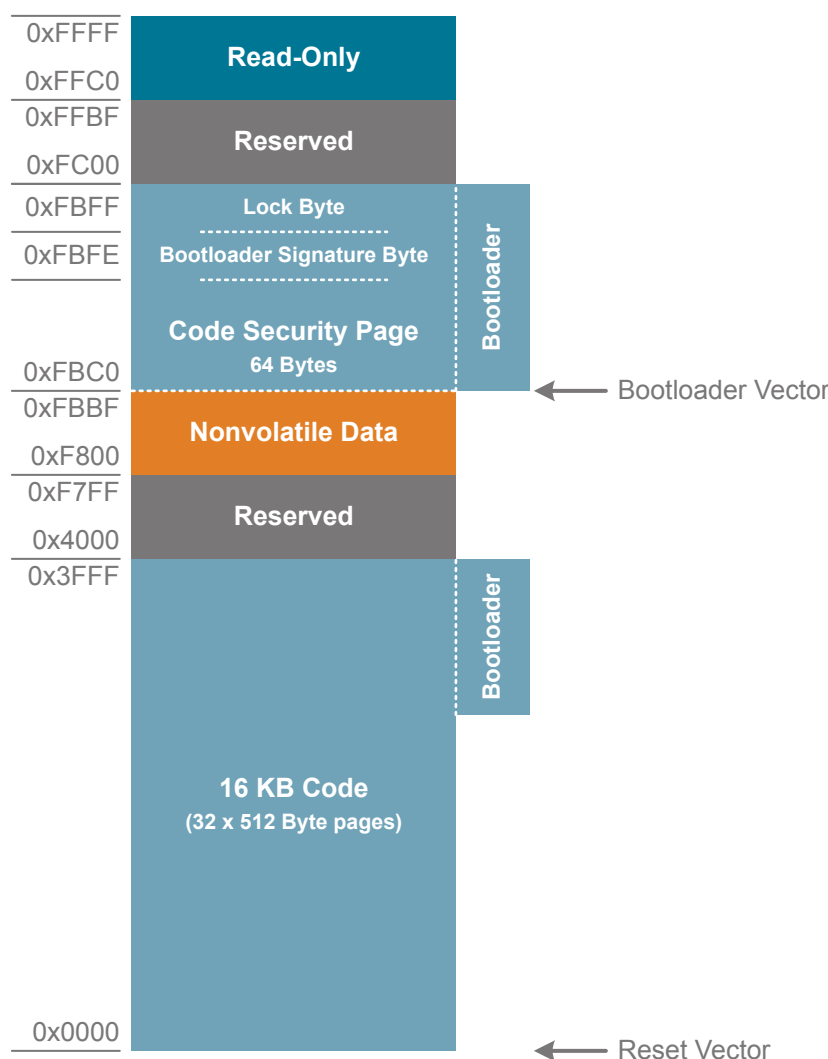 0xFFFF
Read-Only
0xFFC0
0xFFBF
Reserved
0xFC00
0xFBFF
Lock Byte
0xFBFE
Bootloader Signature Byte
Bootloader
Code Security Page
64 Bytes
0xFBC0
Bootloader Vector
0xFBBF
Nonvolatile Data
0xF800
0xF7FF
Reserved
0x4000
0x3FFF
Bootloader
16 KB Code
(32 x 512 Byte pages)
0x0000
Reset Vector